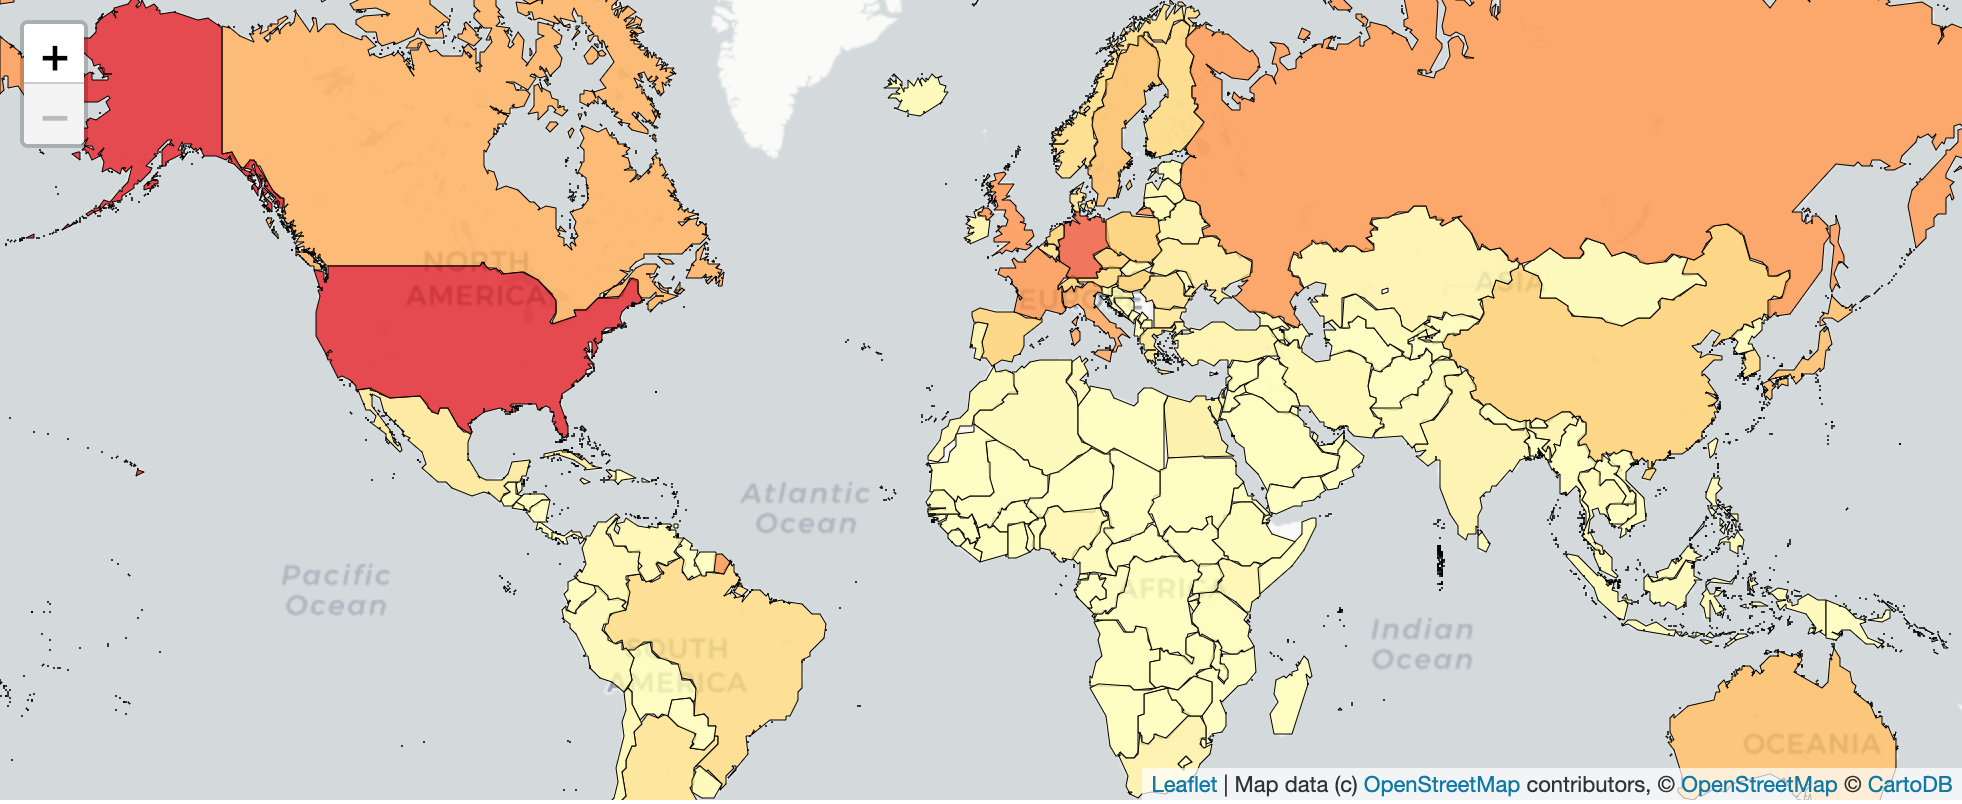 +
−
NORTH
AMERICA
EUROPE
ASIA
Atlantic
Ocean
Pacific
Ocean
AFRICA
SOUTH
AMERICA
Indian
Ocean
OCEANIA
Leaflet | Map data (c) OpenStreetMap contributors, © OpenStreetMap © CartoDB